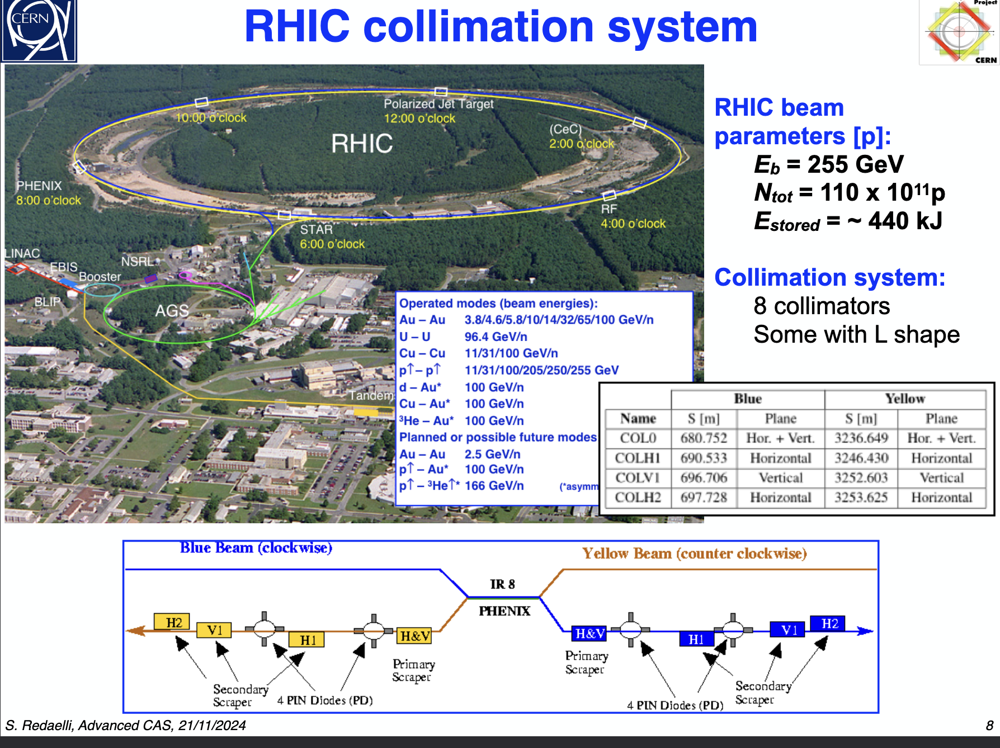 CERN
RHIC collimation system
Project
CERN
10:00 o'clock
Polarized Jet Target
12:00 o'clock
RHIC
(CeC)
2:00 o'clock
PHENIX
8:00 o'clock
RF
4:00 o'clock
STAR
6:00 o'clock
LINAC
EBIS
NSRL
Booster
BLIP
AGS
Tandem
Operated modes (beam energies):
Au – Au 3.8/4.6/5.8/10/14/32/65/100 GeV/n
U – U 96.4 GeV/n
Cu – Cu 11/31/100 GeV/n
p↑– p↑ 11/31/100/205/250/255 GeV
d – Au* 100 GeV/n
Cu – Au* 100 GeV/n
³He – Au* 100 GeV/n
Planned or possible future modes
Au – Au 2.5 GeV/n
p↑ – Au* 100 GeV/n
p↑ – ³He↑* 166 GeV/n (*asymm
RHIC beam
parameters [p]:
Eb = 255 GeV
Ntot = 110 x 10¹¹p
Estored = ~ 440 kJ
Collimation system:
8 collimators
Some with L shape
Blue Yellow
Name S [m] Plane S [m] Plane
COL0 680.752 Hor. + Vert. 3236.649 Hor. + Vert.
COLH1 690.533 Horizontal 3246.430 Horizontal
COLV1 696.706 Vertical 3252.603 Vertical
COLH2 697.728 Horizontal 3253.625 Horizontal
Blue Beam (clockwise)
Yellow Beam (counter clockwise)
IR 8
PHENIX
H2 V1 H1 H&V
H&V H1 V1 H2
Primary
Scraper
Primary
Scraper
Secondary
Scraper
4 PIN Diodes (PD)
4 PIN Diodes (PD)
Secondary
Scraper
S. Redaelli, Advanced CAS, 21/11/2024
8